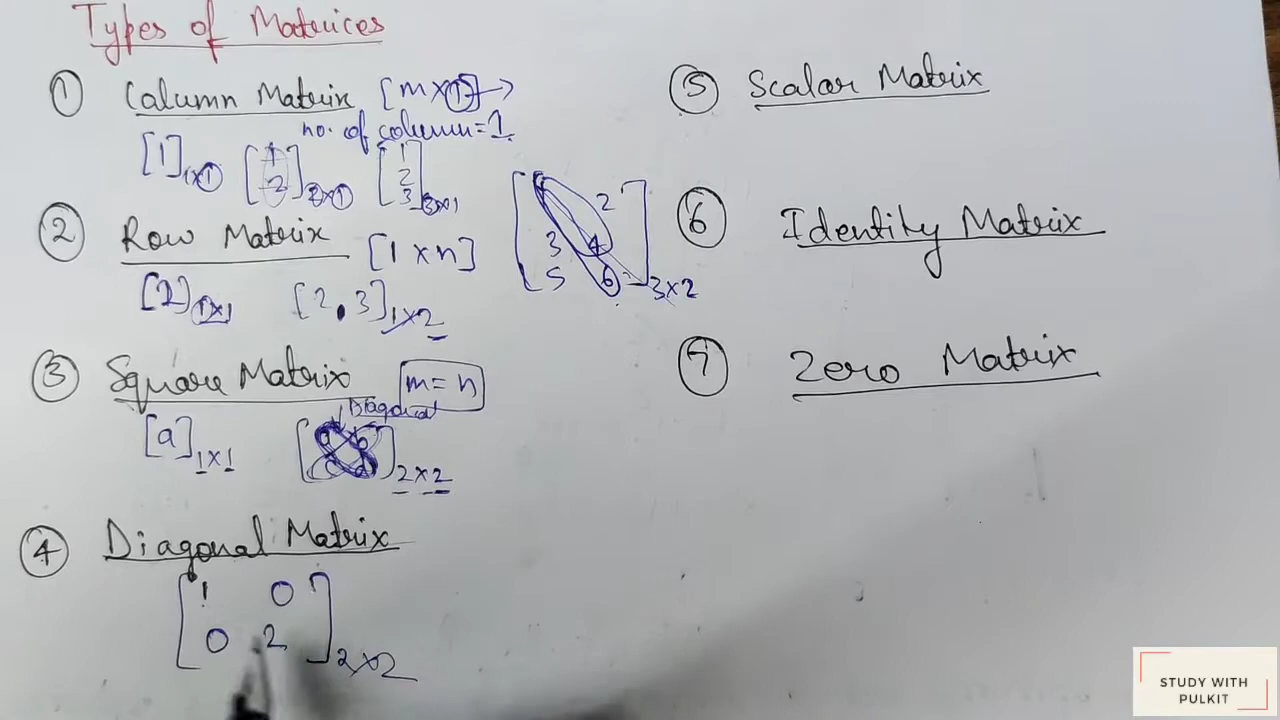 Types of Matrices
① Column Matrix [m×1] →
no. of column = 1.
[1]1×1 [1 2]2×1 [1 2 3]3×1
② Row Matrix [1 × n]
[2]1×1 [2, 3]1×2
[1 2 3 4 5 6]3×2
③ Square Matrix m = n
Diagonal
[a]1×1 [a b c d]2×2
④ Diagonal Matrix
[1 0
0 2]2×2
⑤ Scalar Matrix
⑥ Identity Matrix
⑦ Zero Matrix
STUDY WITH
PULKIT